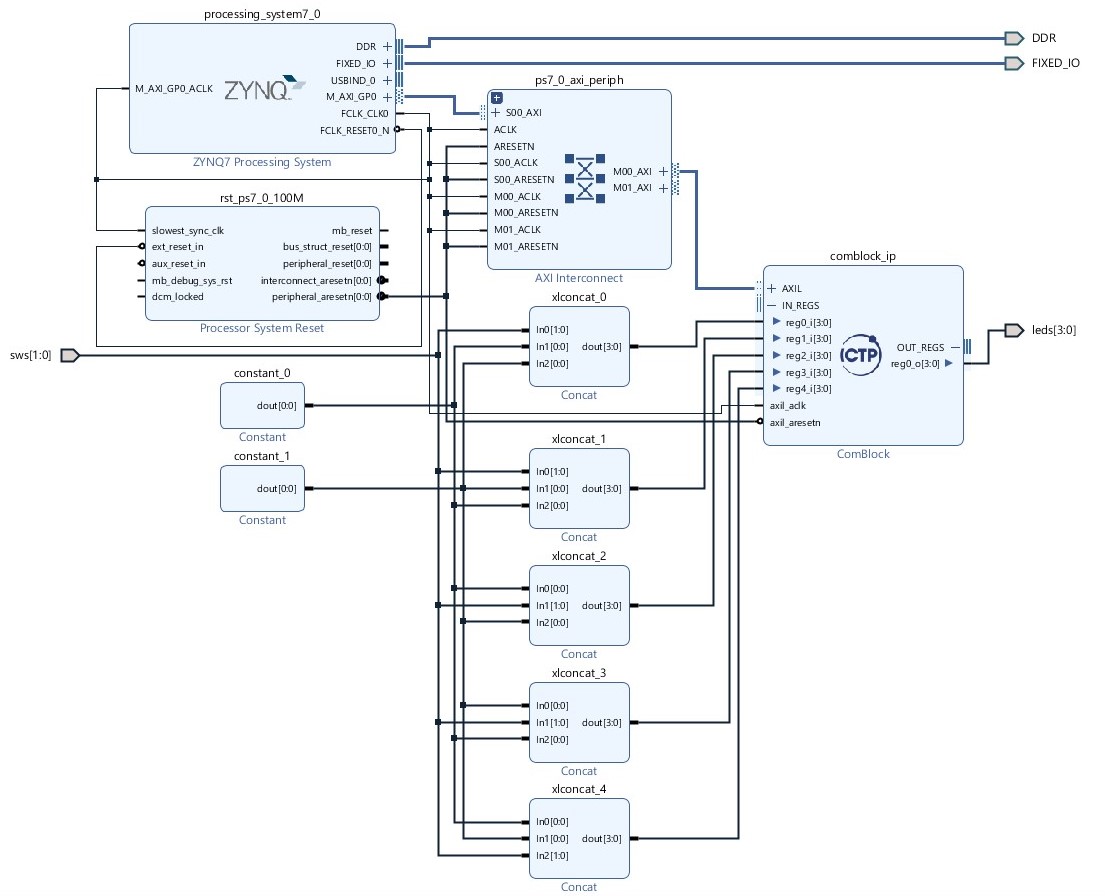 processing_system7_0
DDR
FIXED_IO
USBIND_0
M_AXI_GP0
FCLK_CLK0
FCLK_RESET0_N
M_AXI_GP0_ACLK
ZYNQ
ZYNQ7 Processing System
DDR
FIXED_IO
ps7_0_axi_periph
S00_AXI
ACLK
ARESETN
S00_ACLK
S00_ARESETN
M00_ACLK
M00_ARESETN
M01_ACLK
M01_ARESETN
M00_AXI
M01_AXI
AXI Interconnect
rst_ps7_0_100M
slowest_sync_clk
ext_reset_in
aux_reset_in
mb_debug_sys_rst
dcm_locked
mb_reset
bus_struct_reset[0:0]
peripheral_reset[0:0]
interconnect_aresetn[0:0]
peripheral_aresetn[0:0]
Processor System Reset
comblock_ip
AXIL
IN_REGS
reg0_i[3:0]
reg1_i[3:0]
reg2_i[3:0]
reg3_i[3:0]
reg4_i[3:0]
axil_aclk
axil_aresetn
ICTP
OUT_REGS
reg0_o[3:0]
ComBlock
leds[3:0]
sws[1:0]
xlconcat_0
In0[1:0]
In1[0:0]
In2[0:0]
dout[3:0]
Concat
constant_0
dout[0:0]
Constant
constant_1
dout[0:0]
Constant
xlconcat_1
In0[1:0]
In1[0:0]
In2[0:0]
dout[3:0]
Concat
xlconcat_2
In0[0:0]
In1[1:0]
In2[0:0]
dout[3:0]
Concat
xlconcat_3
In0[0:0]
In1[1:0]
In2[0:0]
dout[3:0]
Concat
xlconcat_4
In0[0:0]
In1[0:0]
In2[1:0]
dout[3:0]
Concat